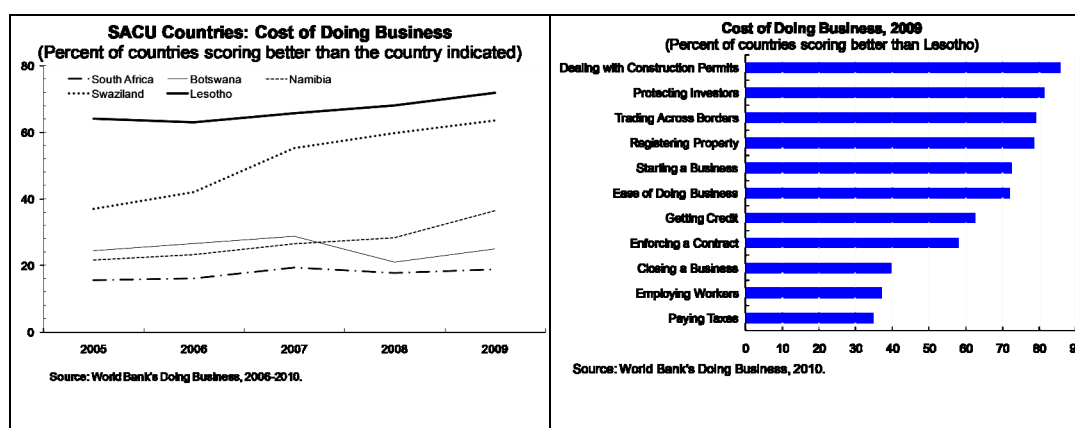 SACU Countries: Cost of Doing Business
(Percent of countries scoring better than the country indicated)
80
60
40
20
0
South Africa Botswana Namibia
Swaziland Lesotho
2005 2006 2007 2008 2009
Source: World Bank's Doing Business, 2006-2010.
Cost of Doing Business, 2009
(Percent of countries scoring better than Lesotho)
Dealing with Construction Permits
Protecting Investors
Trading Across Borders
Registering Property
Starting a Business
Ease of Doing Business
Getting Credit
Enforcing a Contract
Closing a Business
Employing Workers
Paying Taxes
0 10 20 30 40 50 60 70 80
Source: World Bank's Doing Business, 2010.